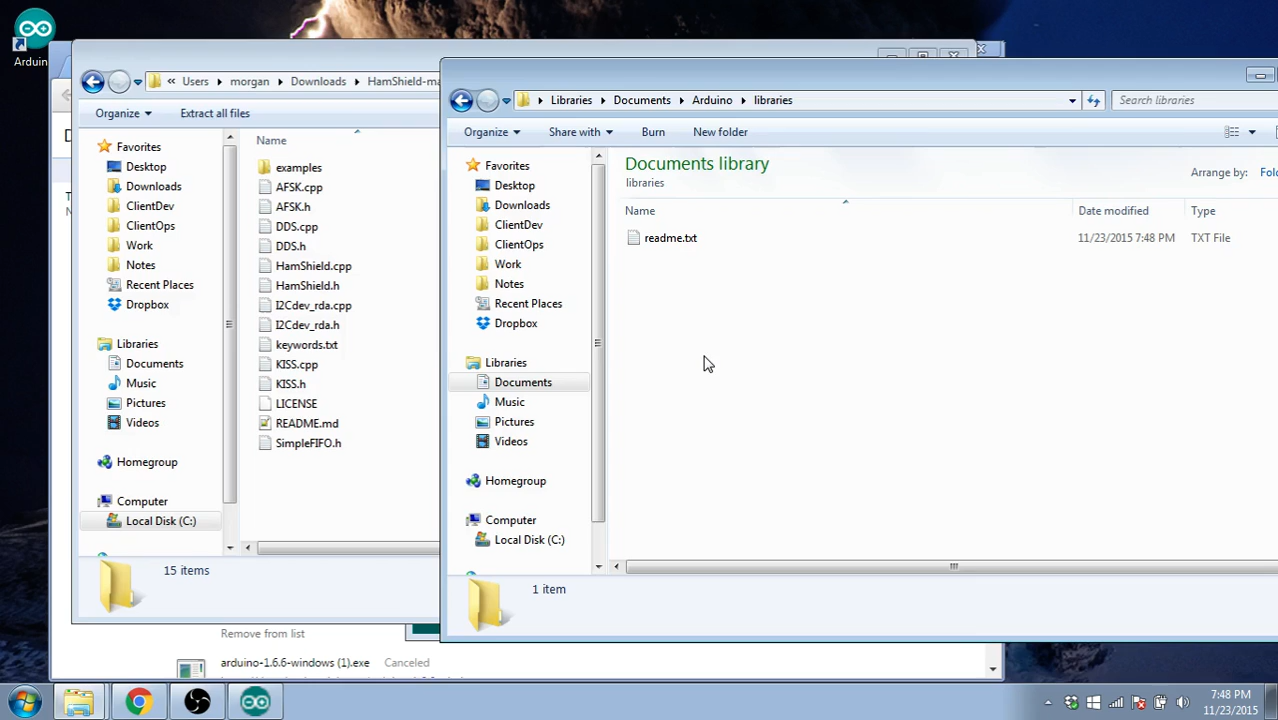 Arduin
« Users ▸ morgan ▸ Downloads ▸ HamShield-ma
Organize Extract all files
Favorites
Desktop
Downloads
ClientDev
ClientOps
Work
Notes
Recent Places
Dropbox
Libraries
Documents
Music
Pictures
Videos
Homegroup
Computer
Local Disk (C:)
Name
examples
AFSK.cpp
AFSK.h
DDS.cpp
DDS.h
HamShield.cpp
HamShield.h
I2Cdev_rda.cpp
I2Cdev_rda.h
keywords.txt
KISS.cpp
KISS.h
LICENSE
README.md
SimpleFIFO.h
15 items
▸ Libraries ▸ Documents ▸ Arduino ▸ libraries
Search libraries
Organize Share with Burn New folder
Favorites
Desktop
Downloads
ClientDev
ClientOps
Work
Notes
Recent Places
Dropbox
Libraries
Documents
Music
Pictures
Videos
Homegroup
Computer
Local Disk (C:)
Documents library
libraries
Arrange by: Fold
Name Date modified Type
readme.txt 11/23/2015 7:48 PM TXT File
1 item
Remove from list
arduino-1.6.6-windows (1).exe Canceled
7:48 PM
11/23/2015